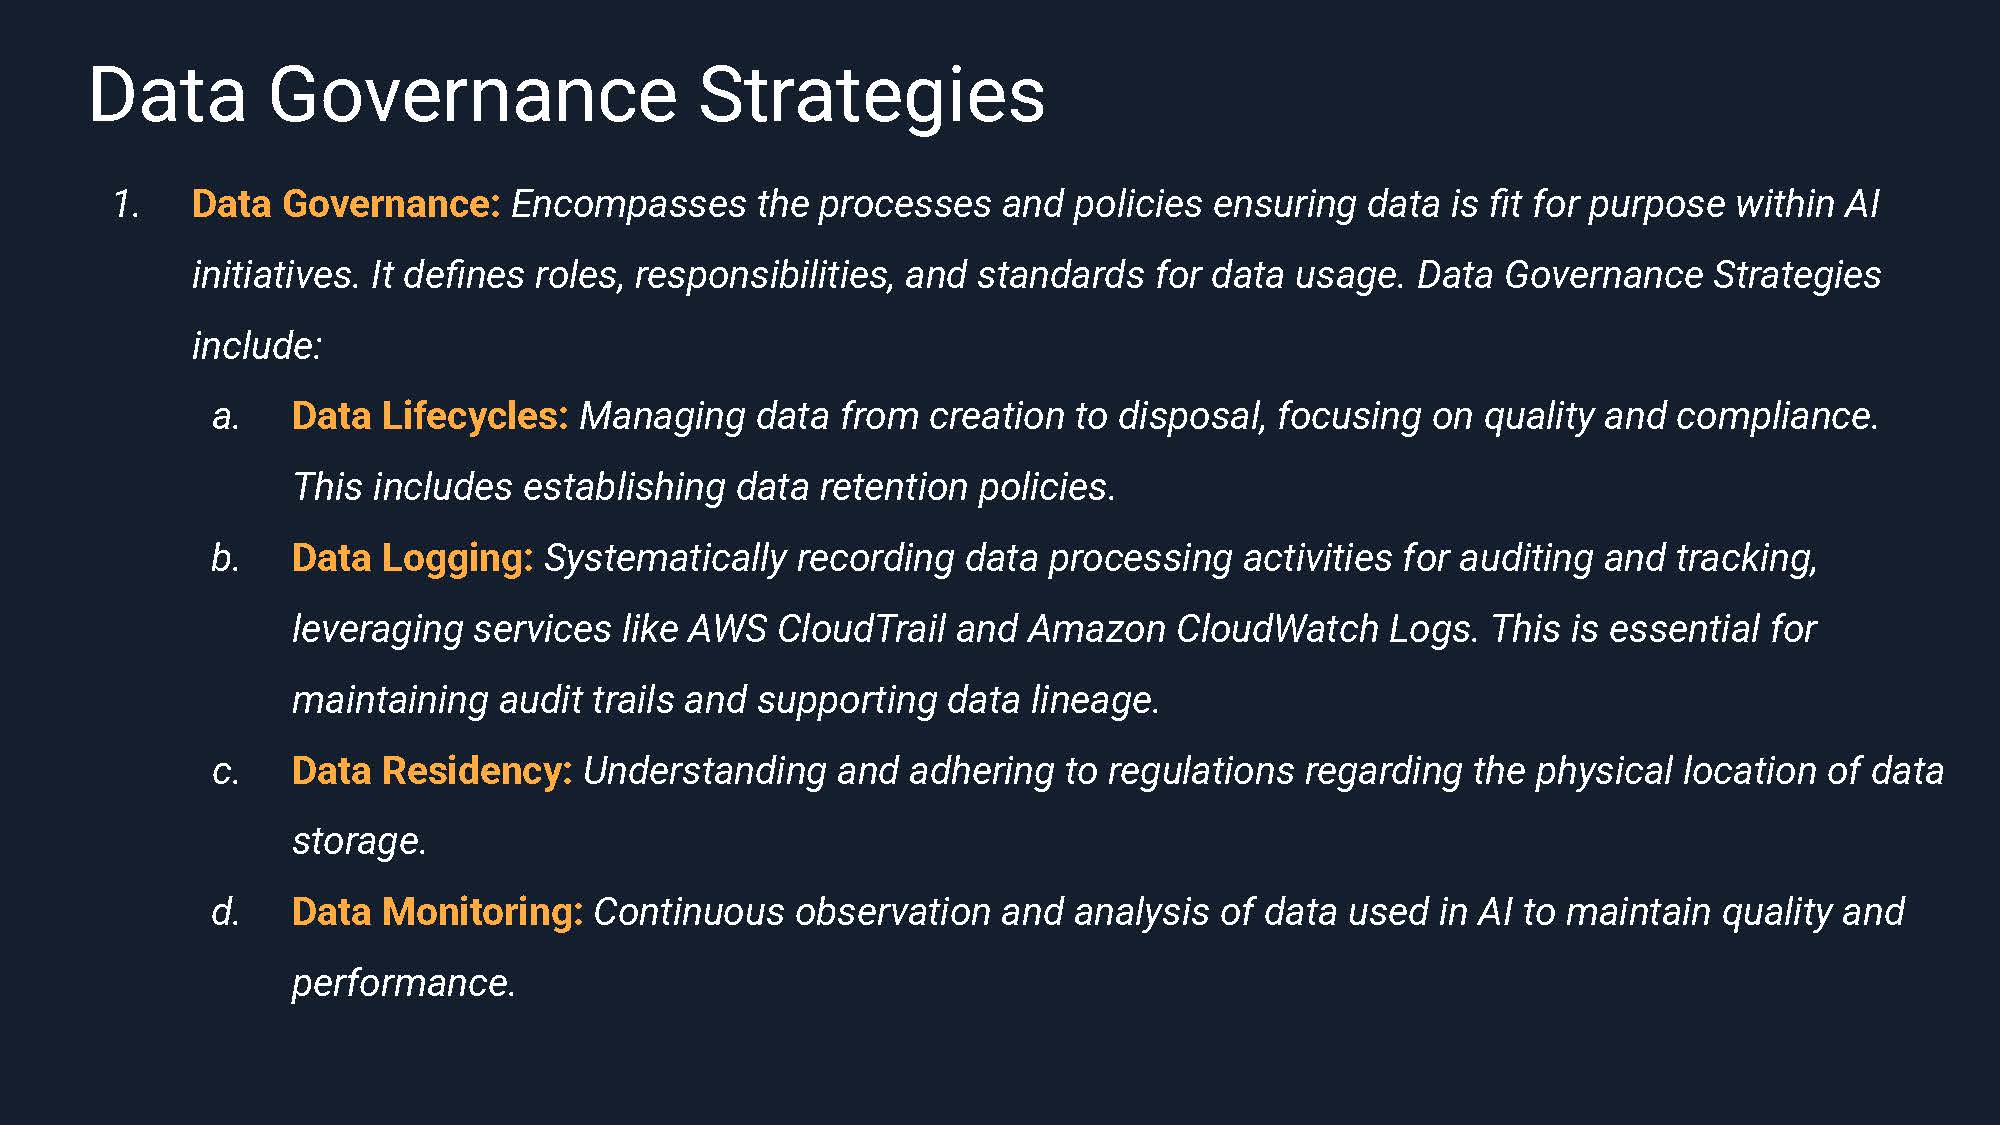 Data Governance Strategies
1. Data Governance: Encompasses the processes and policies ensuring data is fit for purpose within AI
initiatives. It defines roles, responsibilities, and standards for data usage. Data Governance Strategies
include:
a. Data Lifecycles: Managing data from creation to disposal, focusing on quality and compliance.
This includes establishing data retention policies.
b. Data Logging: Systematically recording data processing activities for auditing and tracking,
leveraging services like AWS CloudTrail and Amazon CloudWatch Logs. This is essential for
maintaining audit trails and supporting data lineage.
c. Data Residency: Understanding and adhering to regulations regarding the physical location of data
storage.
d. Data Monitoring: Continuous observation and analysis of data used in AI to maintain quality and
performance.